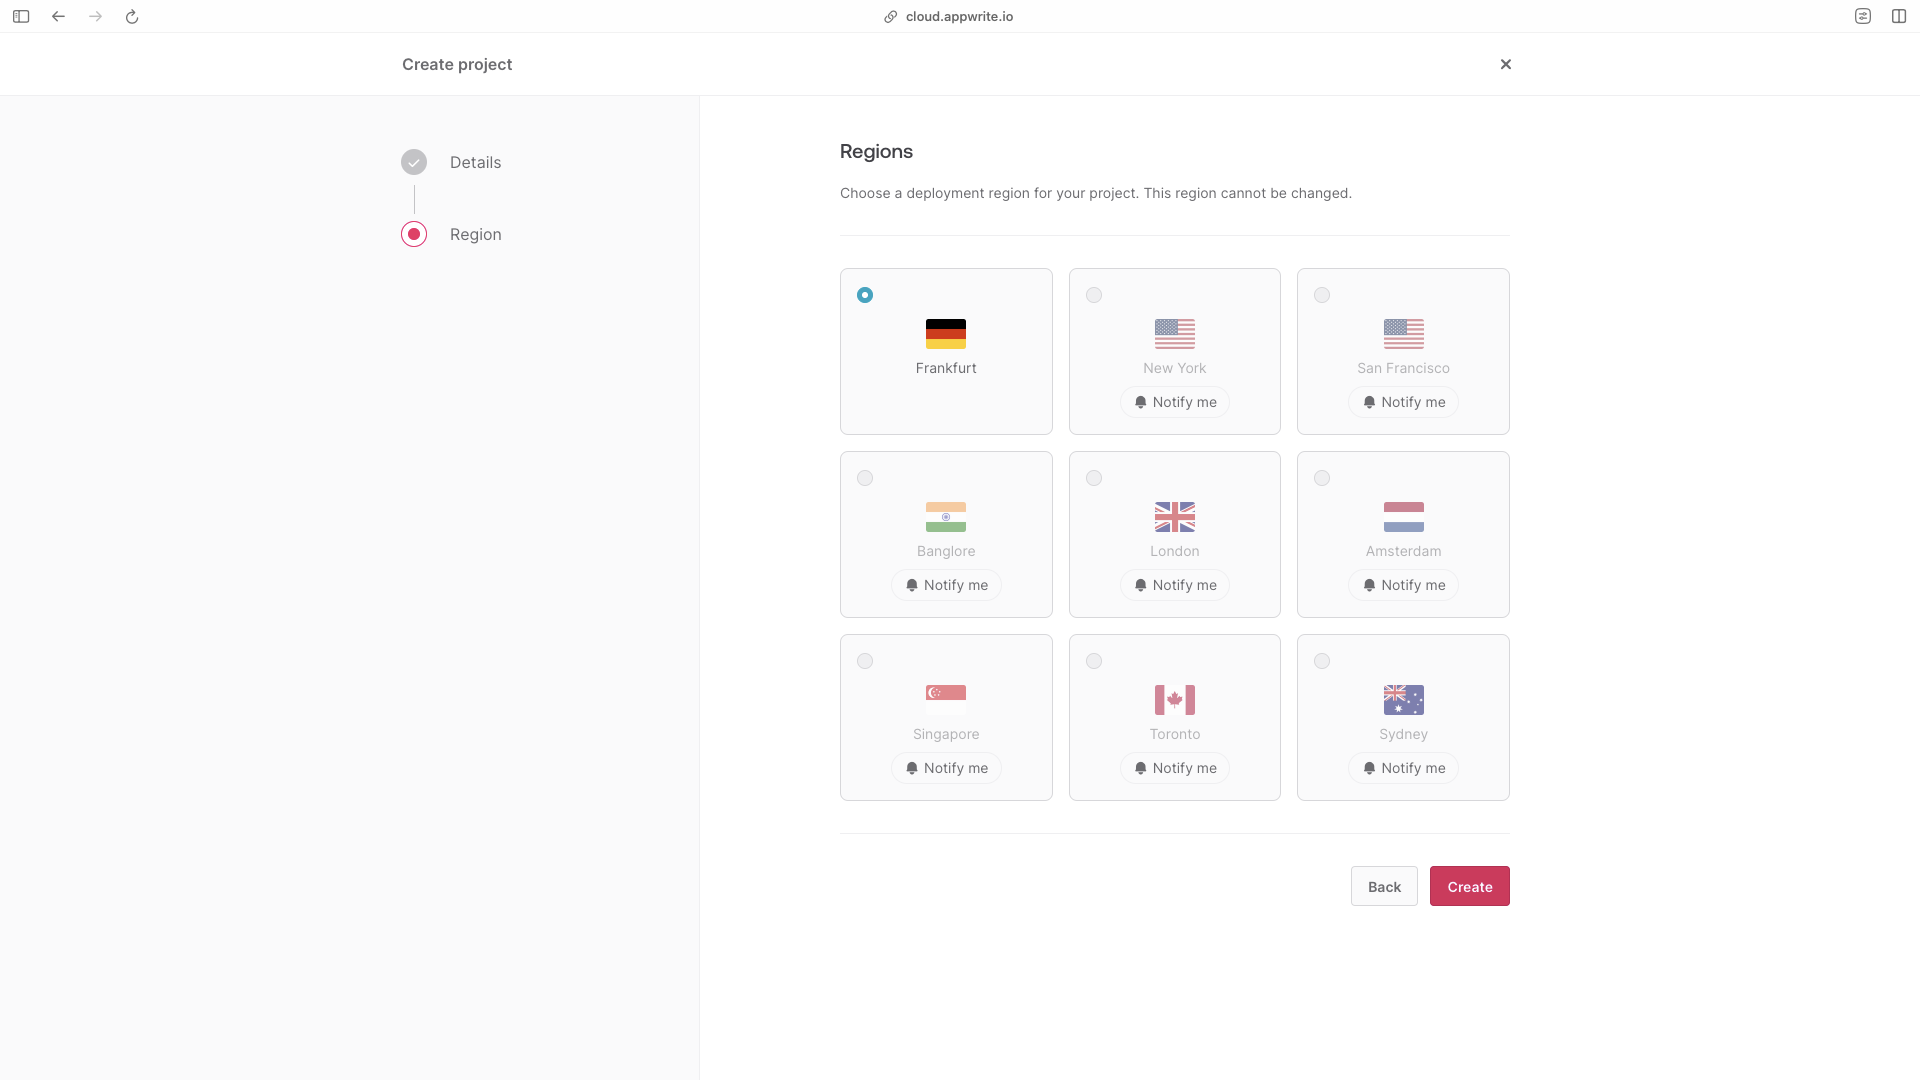 cloud.appwrite.io
Create project
Details
Region
Regions
Choose a deployment region for your project. This region cannot be changed.
Frankfurt
New York
Notify me
San Francisco
Notify me
Banglore
Notify me
London
Notify me
Amsterdam
Notify me
Singapore
Notify me
Toronto
Notify me
Sydney
Notify me
Back
Create